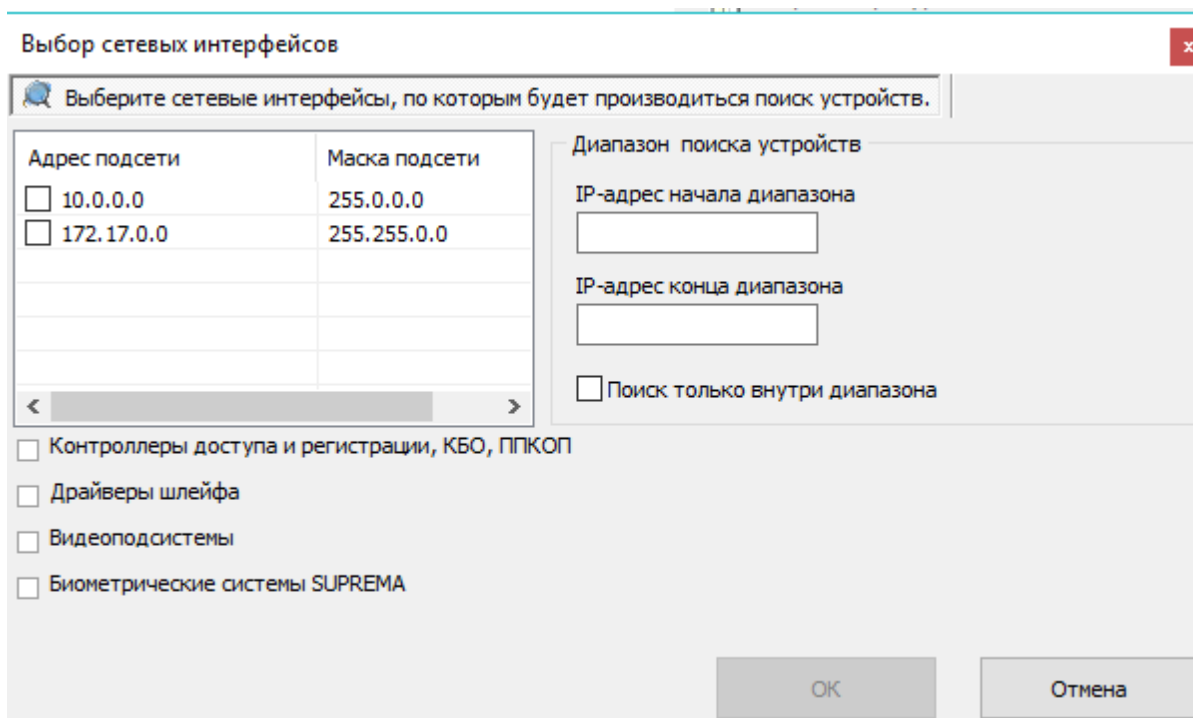 Выбор сетевых интерфейсов
x
Выберите сетевые интерфейсы, по которым будет производиться поиск устройств.
Адрес подсети Маска подсети
10.0.0.0 255.0.0.0
172.17.0.0 255.255.0.0
Диапазон поиска устройств
IP-адрес начала диапазона
IP-адрес конца диапазона
Поиск только внутри диапазона
Контроллеры доступа и регистрации, КБО, ППКОП
Драйверы шлейфа
Видеоподсистемы
Биометрические системы SUPREMA
OK Отмена